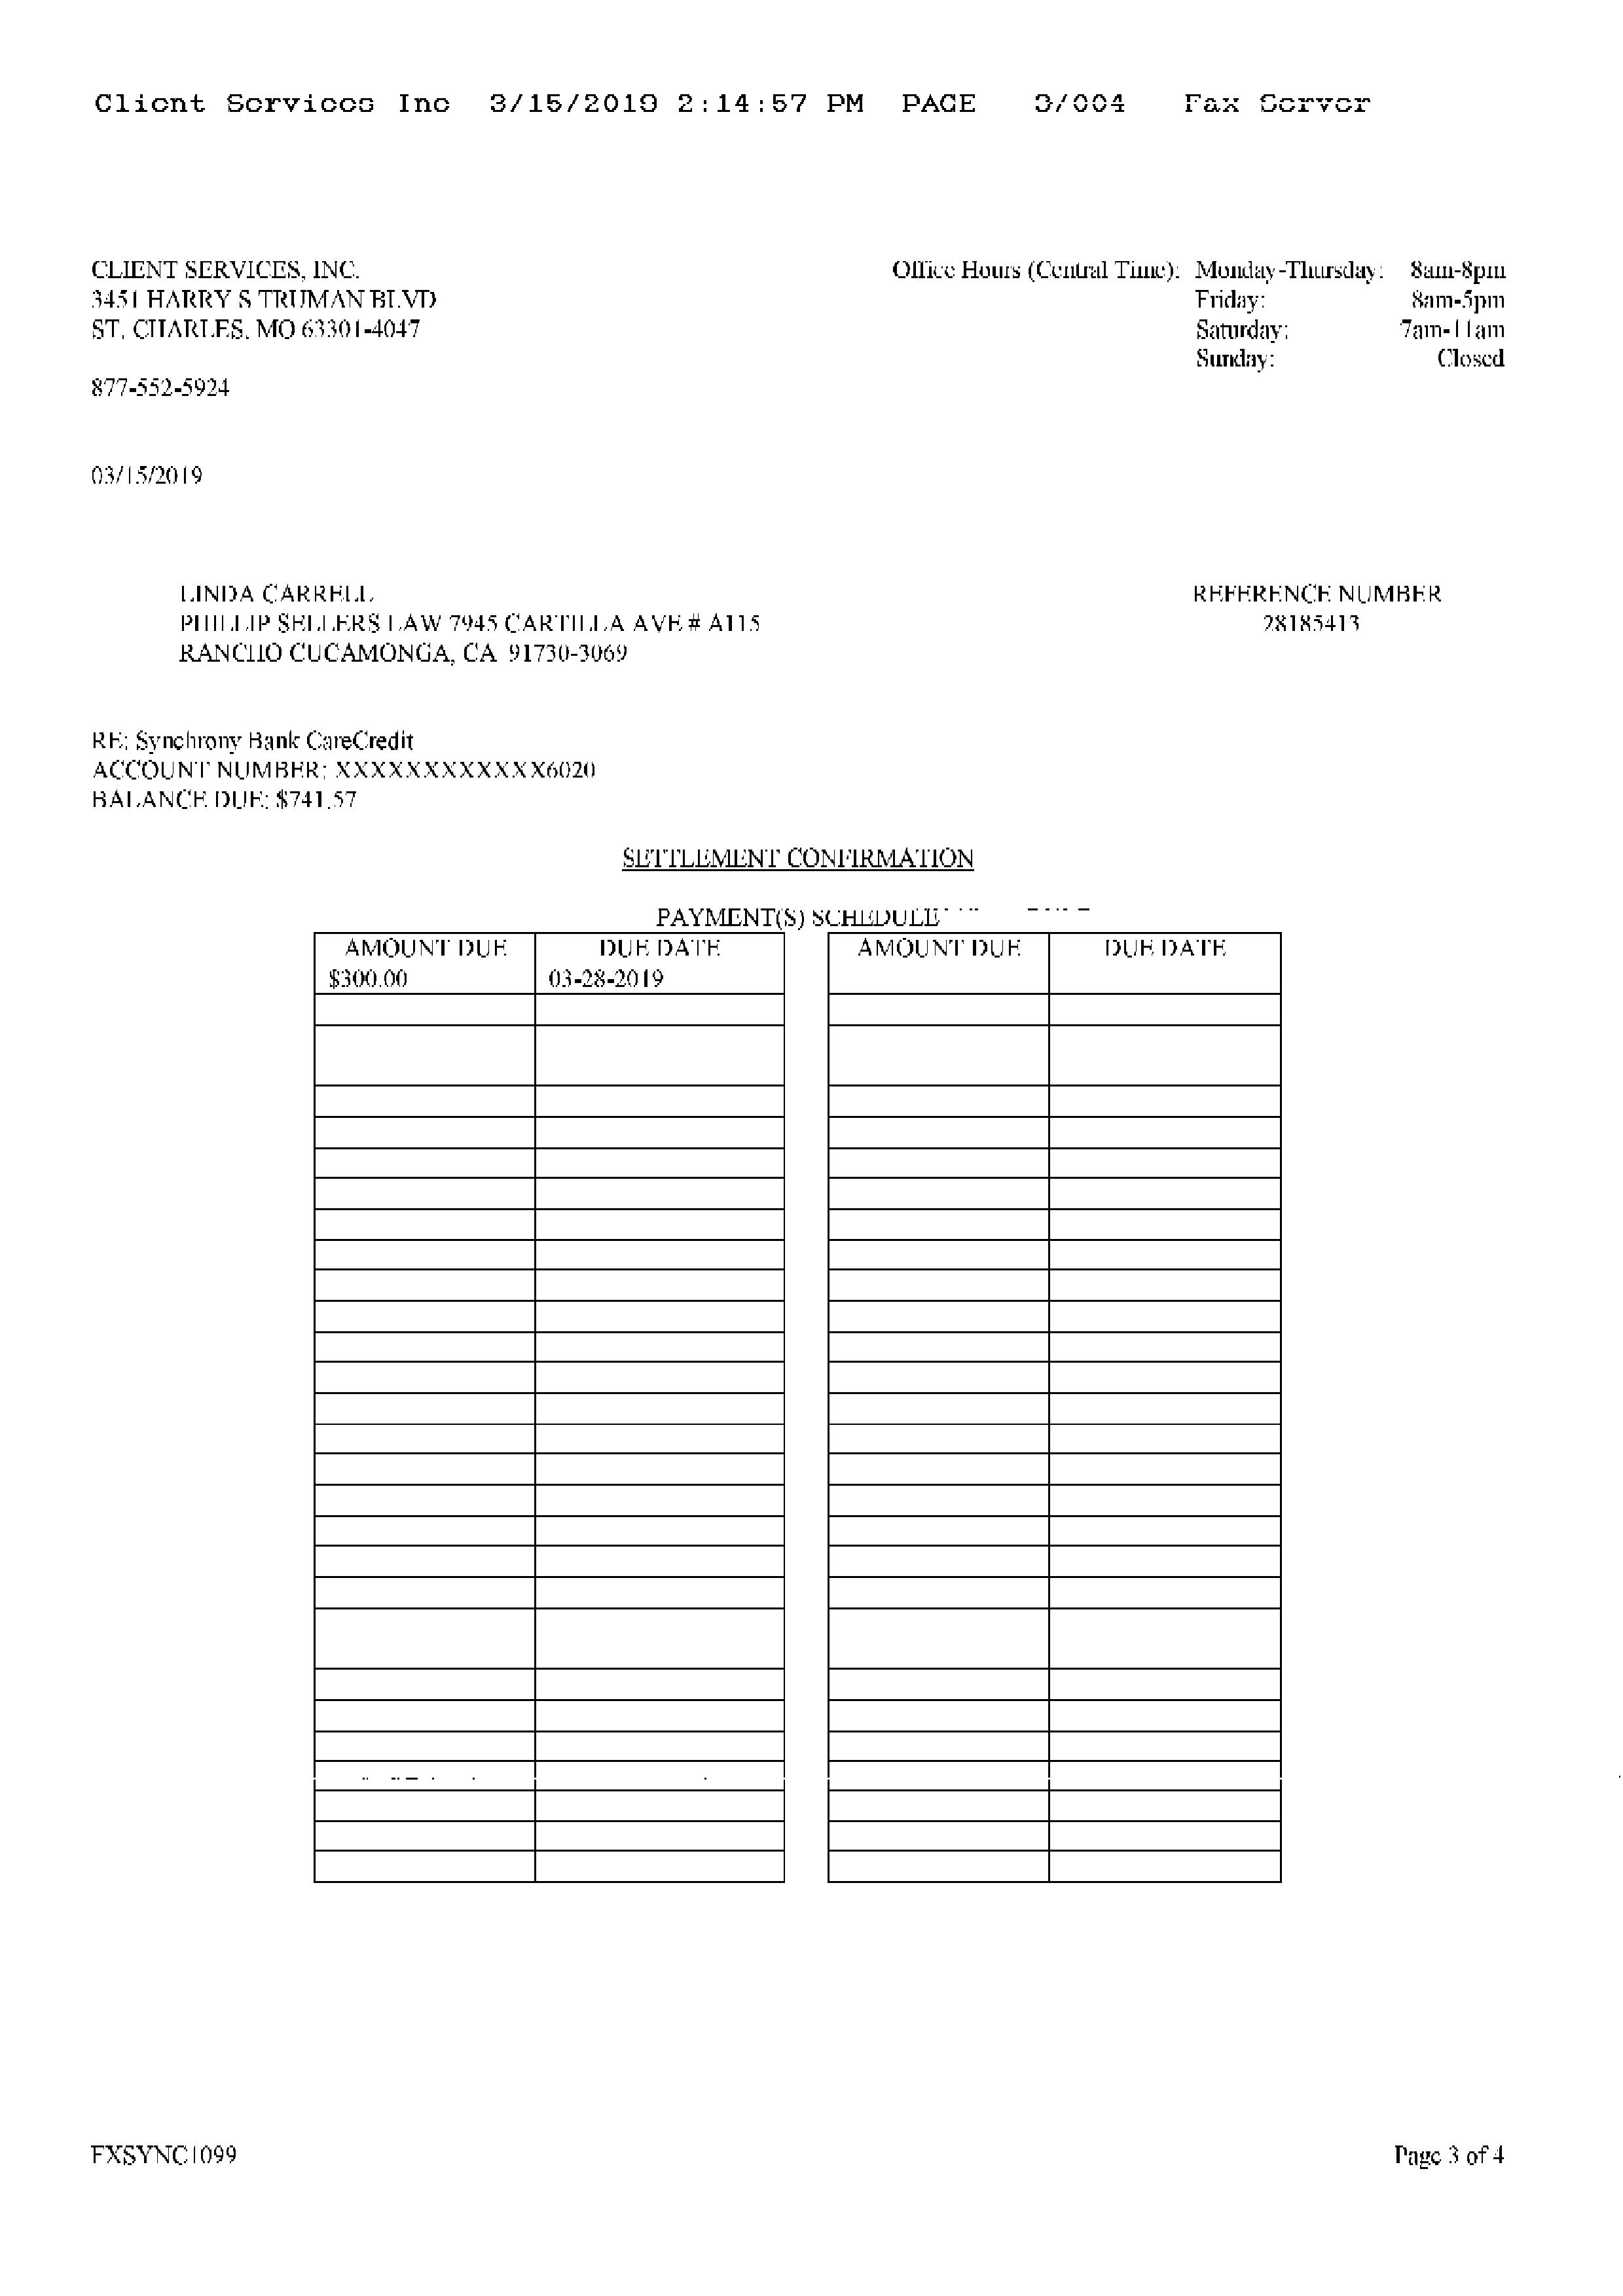 Client Services Inc 3/15/2019 2:14:57 PM PAGE 3/004 Fax Server
CLIENT SERVICES, INC.
3451 HARRY S TRUMAN BLVD
ST. CHARLES, MO 63301-4047
877-552-5924
Office Hours (Central Time): Monday-Thursday: 8am-8pm
Friday: 8am-5pm
Saturday: 7am-11am
Sunday: Closed
03/15/2019
LINDA CARRELL
PHILLIP SELLERS LAW 7945 CARTILLA AVE # A115
RANCHO CUCAMONGA, CA 91730-3069
REFERENCE NUMBER
28185413
RE: Synchrony Bank CareCredit
ACCOUNT NUMBER: XXXXXXXXXXXX6020
BALANCE DUE: $741.57
SETTLEMENT CONFIRMATION
PAYMENT(S) SCHEDULE
AMOUNT DUE DUE DATE AMOUNT DUE DUE DATE
$300.00 03-28-2019
FXSYNC1099
Page 3 of 4